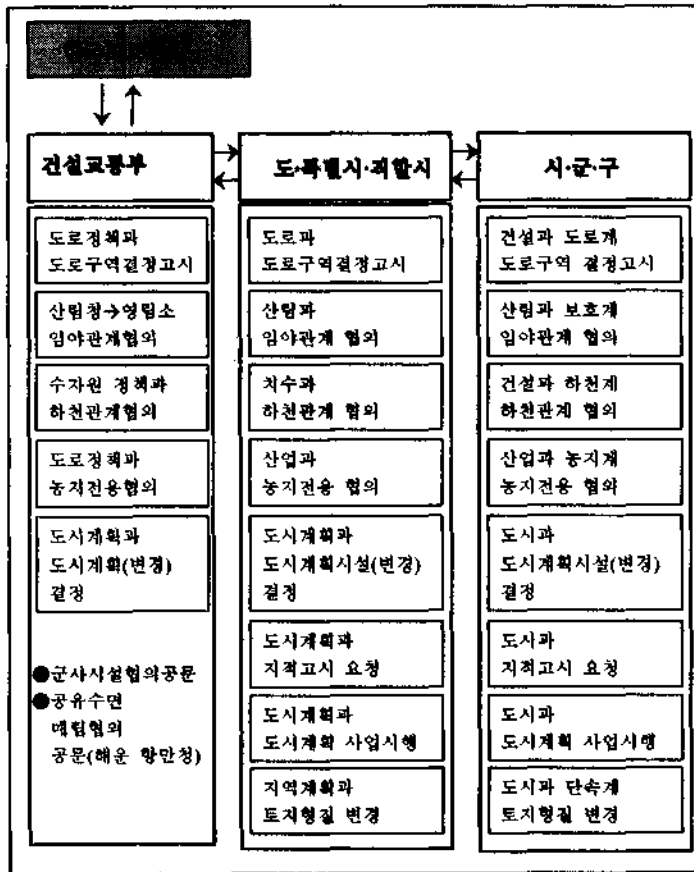 건설교통부
도로정책과
도로구역결정고시
산림청→영림소
임야관계협의
수자원 정책과
하천관계협의
도로정책과
농지전용협의
도시계획과
도시계획(변경)
결정
●군사시설협의공문
●공유수면
매립협의
공문(해운 항만청)
도·특별시·직할시
도로과
도로구역결정고시
산림과
임야관계 협의
치수과
하천관계 협의
산업과
농지전용 협의
도시계획과
도시계획시설(변경)
결정
도시계획과
지적고시 요청
도시계획과
도시계획 사업시행
지역계획과
토지형질 변경
시·군·구
건설과 도로계
도로구역 결정고시
산림과 보호계
임야관계 협의
건설과 하천계
하천관계 협의
산업과 농지계
농지전용 협의
도시과
도시계획시설(변경)
결정
도시과
지적고시 요청
도시과
도시계획 사업시행
도시과 단속계
토지형질 변경